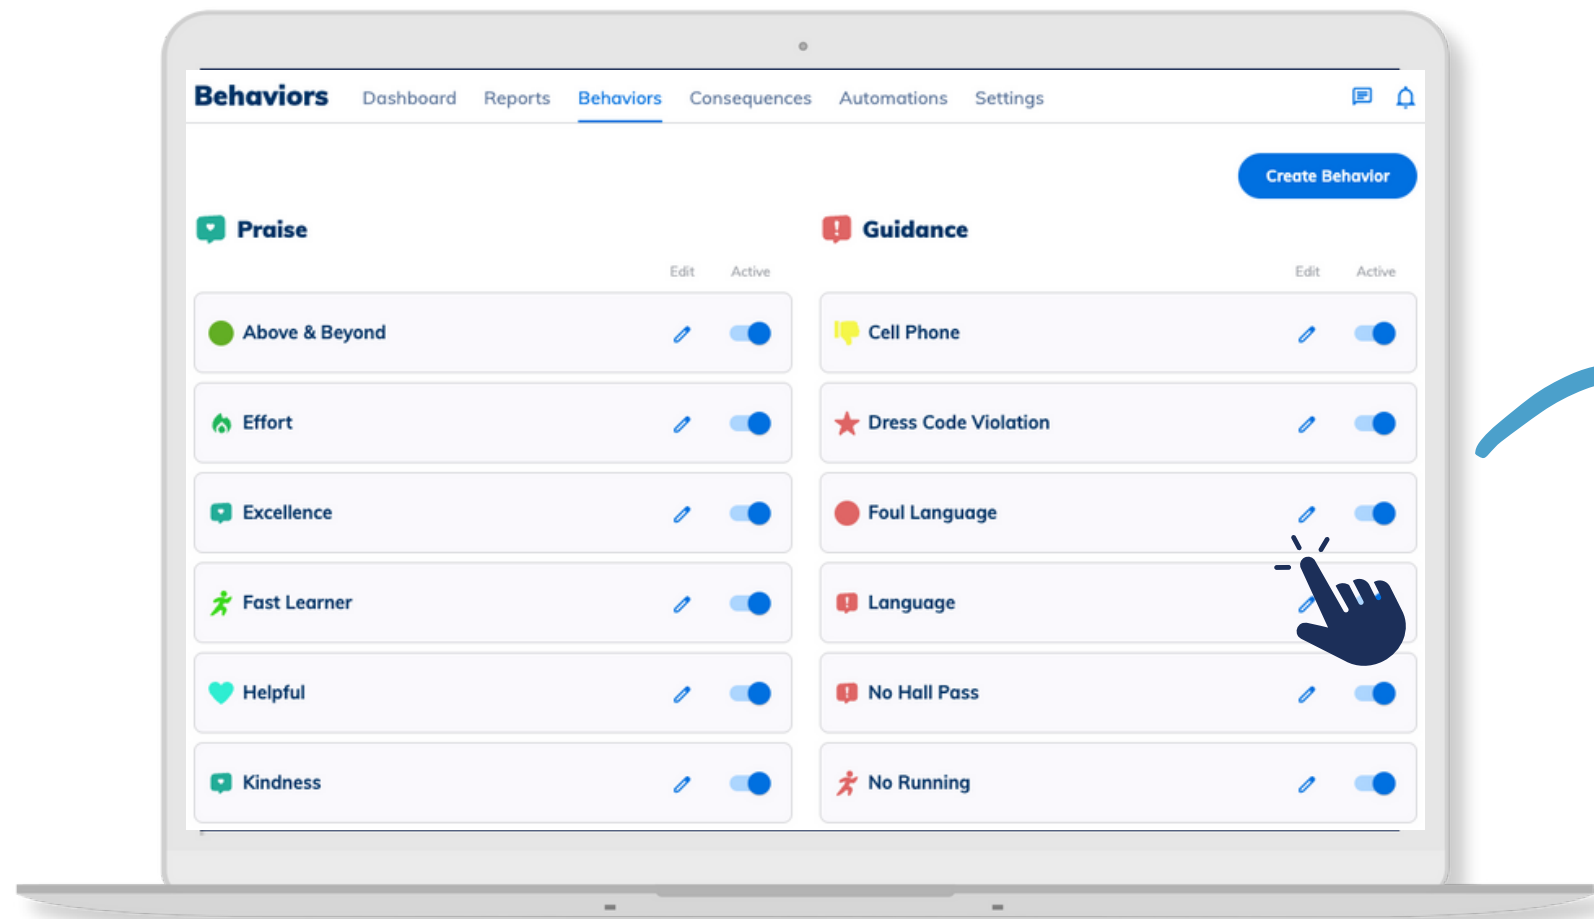 Behaviors Dashboard Reports Behaviors Consequences Automations Settings
Create Behavior
Praise
Edit Active
Above & Beyond
Effort
Excellence
Fast Learner
Helpful
Kindness
Guidance
Edit Active
Cell Phone
Dress Code Violation
Foul Language
Language
No Hall Pass
No Running